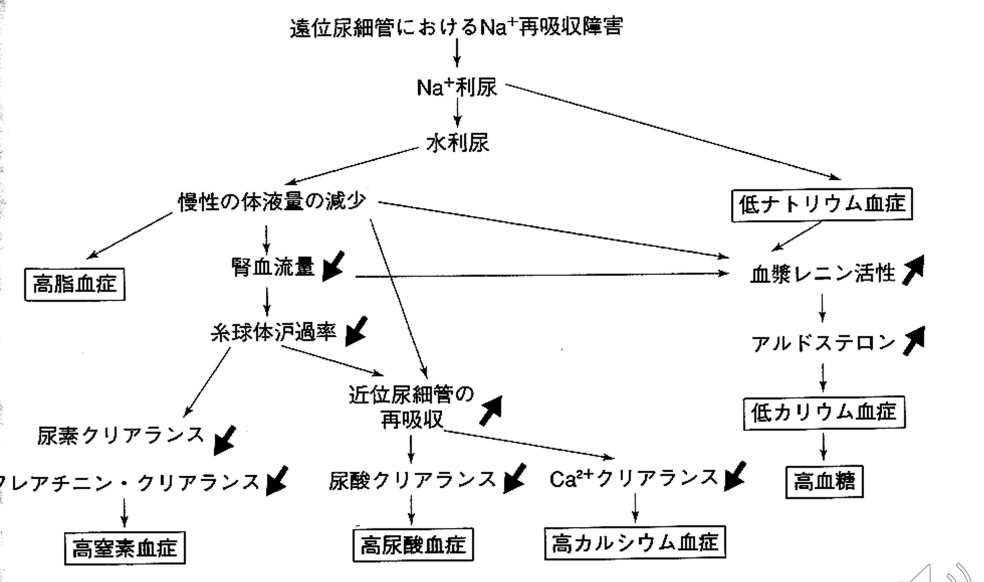 遠位尿細管におけるNa⁺再吸収障害
Na⁺利尿
水利尿
慢性の体液量の減少
低ナトリウム血症
高脂血症
腎血流量
血漿レニン活性
糸球体沪過率
アルドステロン
近位尿細管の
再吸収
低カリウム血症
尿素クリアランス
クレアチニン・クリアランス
尿酸クリアランス
Ca²⁺クリアランス
高血糖
高窒素血症
高尿酸血症
高カルシウム血症